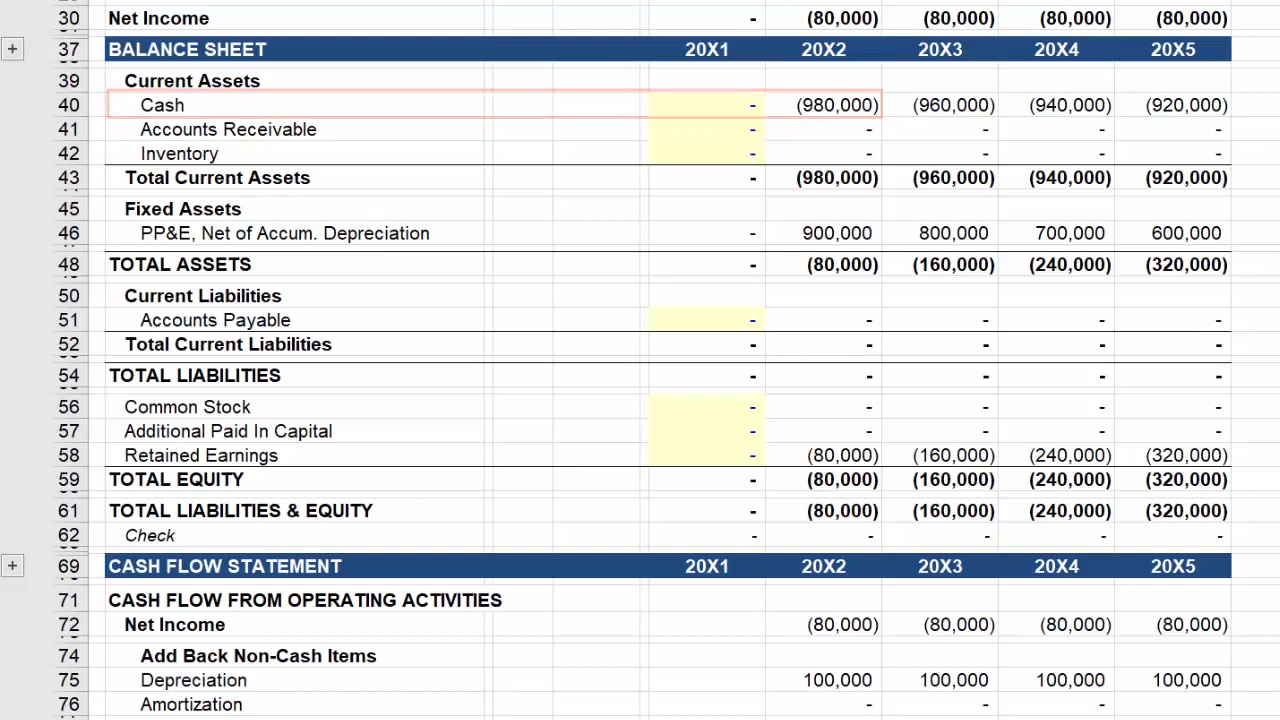 30 Net Income - (80,000) (80,000) (80,000) (80,000)
+ 37 BALANCE SHEET 20X1 20X2 20X3 20X4 20X5
39 Current Assets
40 Cash - (980,000) (960,000) (940,000) (920,000)
41 Accounts Receivable - - - - -
42 Inventory - - - - -
43 Total Current Assets - (980,000) (960,000) (940,000) (920,000)
45 Fixed Assets
46 PP&E, Net of Accum. Depreciation - 900,000 800,000 700,000 600,000
48 TOTAL ASSETS - (80,000) (160,000) (240,000) (320,000)
50 Current Liabilities
51 Accounts Payable - - - - -
52 Total Current Liabilities - - - - -
54 TOTAL LIABILITIES - - - - -
56 Common Stock - - - - -
57 Additional Paid In Capital - - - - -
58 Retained Earnings - (80,000) (160,000) (240,000) (320,000)
59 TOTAL EQUITY - (80,000) (160,000) (240,000) (320,000)
61 TOTAL LIABILITIES & EQUITY - (80,000) (160,000) (240,000) (320,000)
62 Check - - - - -
+ 69 CASH FLOW STATEMENT 20X1 20X2 20X3 20X4 20X5
71 CASH FLOW FROM OPERATING ACTIVITIES
72 Net Income (80,000) (80,000) (80,000) (80,000)
74 Add Back Non-Cash Items
75 Depreciation 100,000 100,000 100,000 100,000
76 Amortization - - - -